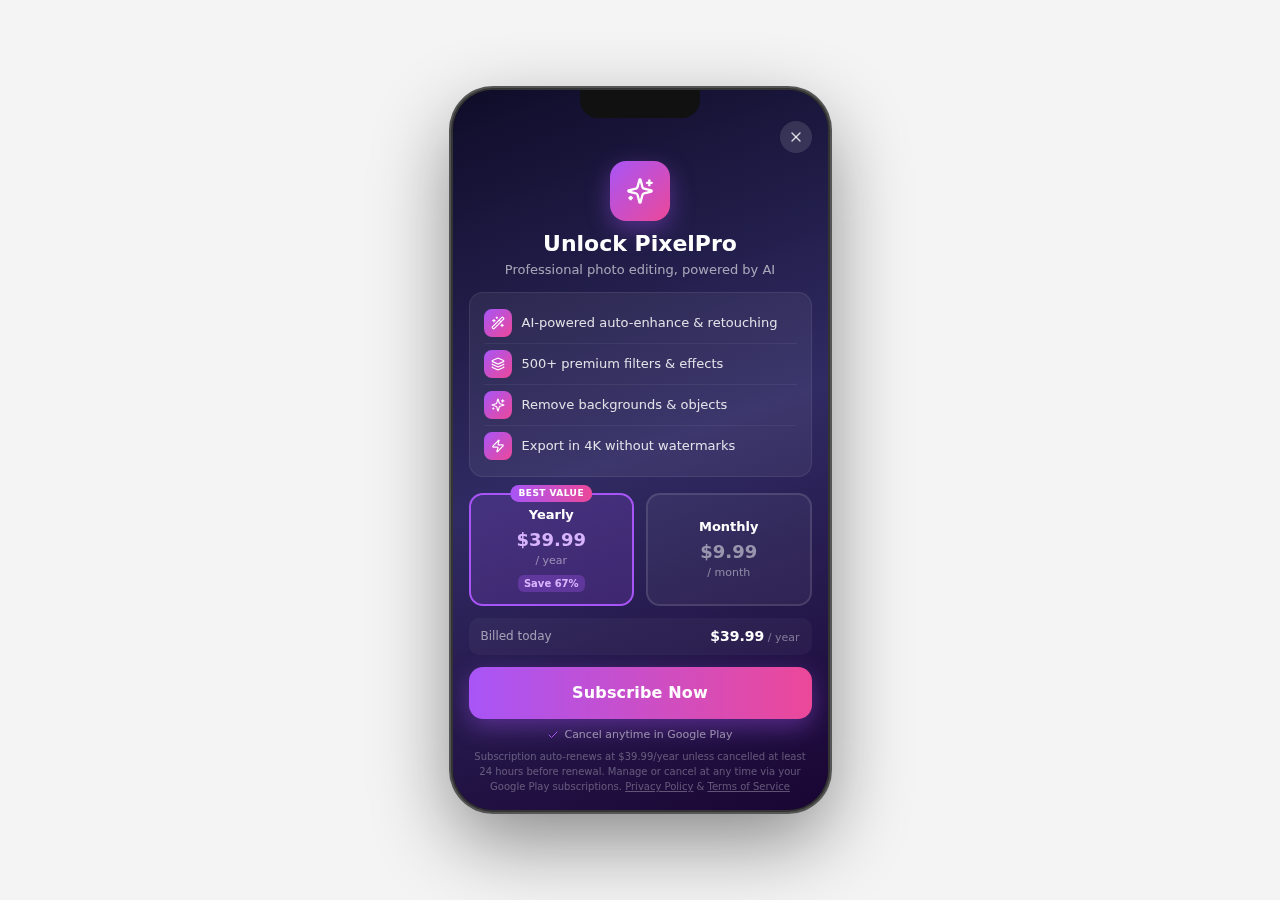 Unlock PixelPro
Professional photo editing, powered by AI
AI-powered auto-enhance & retouching
500+ premium filters & effects
Remove backgrounds & objects
Export in 4K without watermarks
BEST VALUE
Yearly
$39.99
/ year
Save 67%
Monthly
$9.99
/ month
Billed today
$39.99 / year
Subscribe Now
Cancel anytime in Google Play
Subscription auto-renews at $39.99/year unless cancelled at least
24 hours before renewal. Manage or cancel at any time via your
Google Play subscriptions. Privacy Policy & Terms of Service